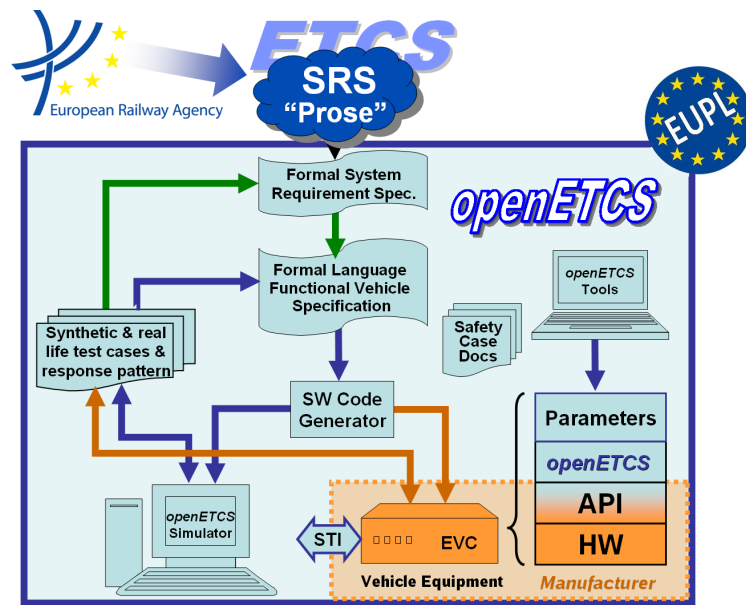 ETCS
SRS
“Prose”
European Railway Agency
EUPL
Formal System
Requirement Spec.
openETCS
Formal Language
Functional Vehicle
Specification
openETCS
Tools
Synthetic & real
life test cases &
response pattern
Safety
Case
Docs
SW Code
Generator
Parameters
openETCS
API
HW
openETCS
Simulator
STI
EVC
Vehicle Equipment
Manufacturer